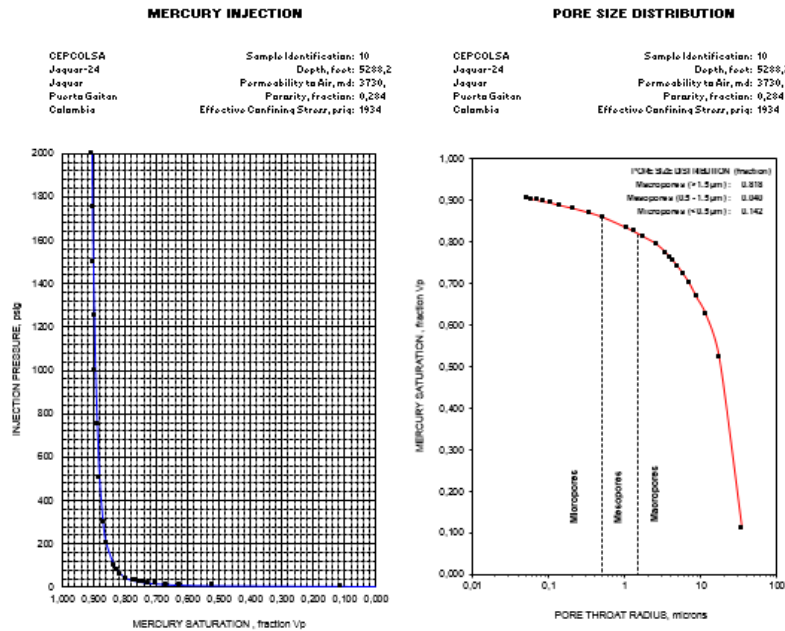 MERCURY INJECTION
CEPCOLSA
Jaguar-24
Jaguar
Puerto Gaitan
Colombia
Sample Identification: 10
Depth, feet: 5288,2
Permeability to Air, md: 3730,
Porosity, fraction: 0,284
Effective Confining Stress, psig: 1934
2000
1800
1600
1400
1200
1000
800
600
400
200
0
INJECTION PRESSURE, psig
1,000 0,900 0,800 0,700 0,600 0,500 0,400 0,300 0,200 0,100 0,000
MERCURY SATURATION , fraction Vp
PORE SIZE DISTRIBUTION
CEPCOLSA
Jaguar-24
Jaguar
Puerto Gaitan
Colombia
Sample Identification: 10
Depth, feet: 5288,
Permeability to Air, md: 3730,
Porosity, fraction: 0,284
Effective Confining Stress, psig: 1934
PORE SIZE DISTRIBUTION (fraction)
Macropores (>1.5µm) : 0.818
Mesopores (0.5 - 1.5µm) : 0.040
Micropores (<0.5µm) : 0.142
1,000
0,900
0,800
0,700
0,600
0,500
0,400
0,300
0,200
0,100
0,000
MERCURY SATURATION , fraction Vp
Micropores
Mesopores
Macropores
0,01 0,1 1 10 100
PORE THROAT RADIUS, microns